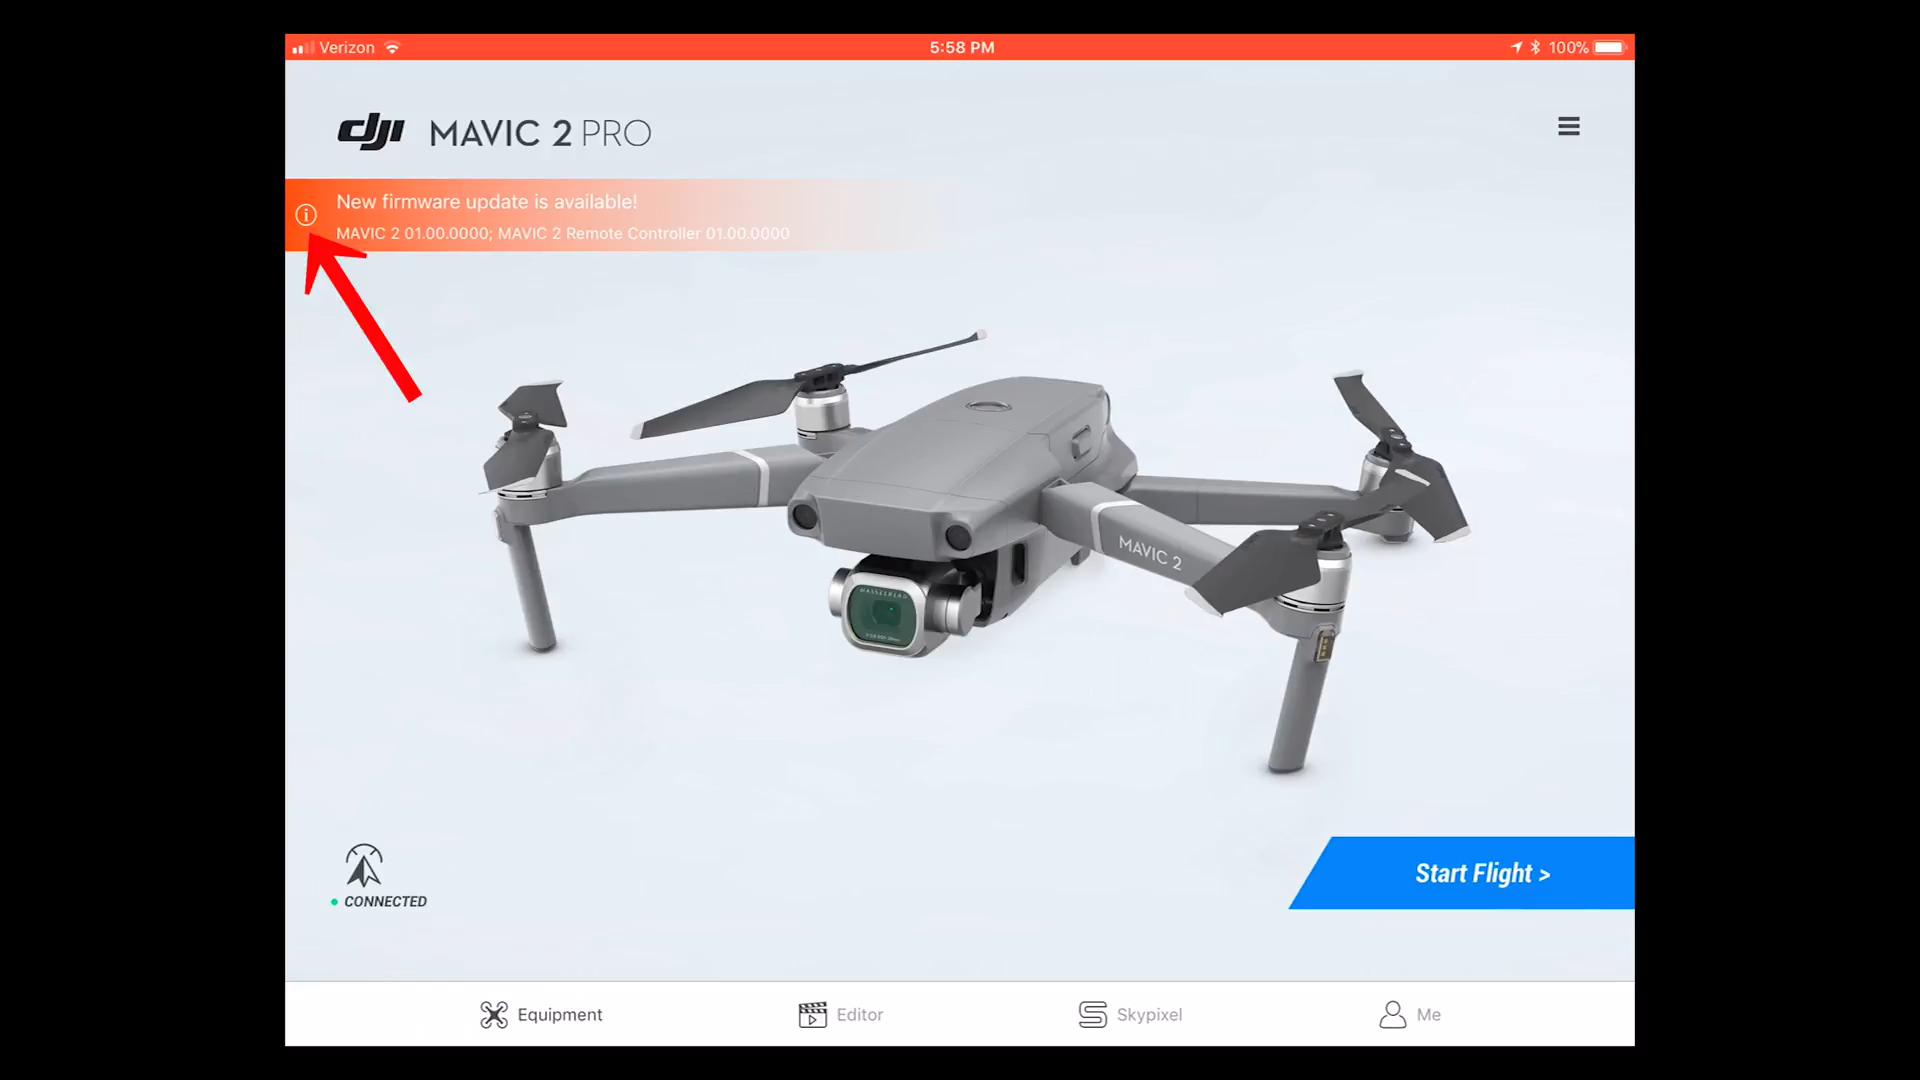 Verizon
5:58 PM
100%
dji MAVIC 2 PRO
New firmware update is available!
MAVIC 2 01.00.0000; MAVIC 2 Remote Controller 01.00.0000
MAVIC 2
HASSELBLAD
CONNECTED
Start Flight >
Equipment
Editor
Skypixel
Me